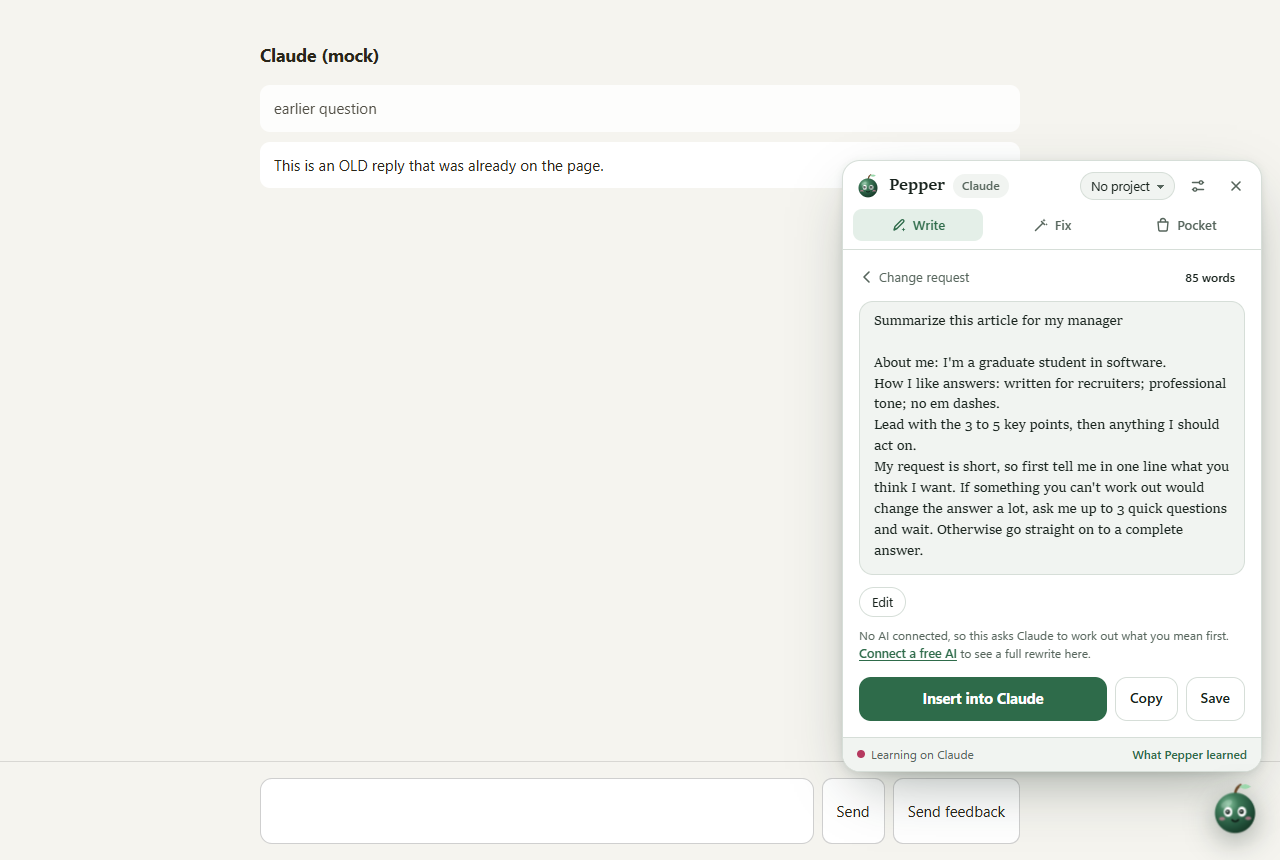 Claude (mock)
earlier question
This is an OLD reply that was already on the page.
Pepper
Claude
No project
Write
Fix
Pocket
Change request
85 words
Summarize this article for my manager
About me: I'm a graduate student in software.
How I like answers: written for recruiters; professional
tone; no em dashes.
Lead with the 3 to 5 key points, then anything I should
act on.
My request is short, so first tell me in one line what you
think I want. If something you can't work out would
change the answer a lot, ask me up to 3 quick questions
and wait. Otherwise go straight on to a complete
answer.
Edit
No AI connected, so this asks Claude to work out what you mean first.
Connect a free AI to see a full rewrite here.
Insert into Claude
Copy
Save
Learning on Claude
What Pepper learned
Send
Send feedback